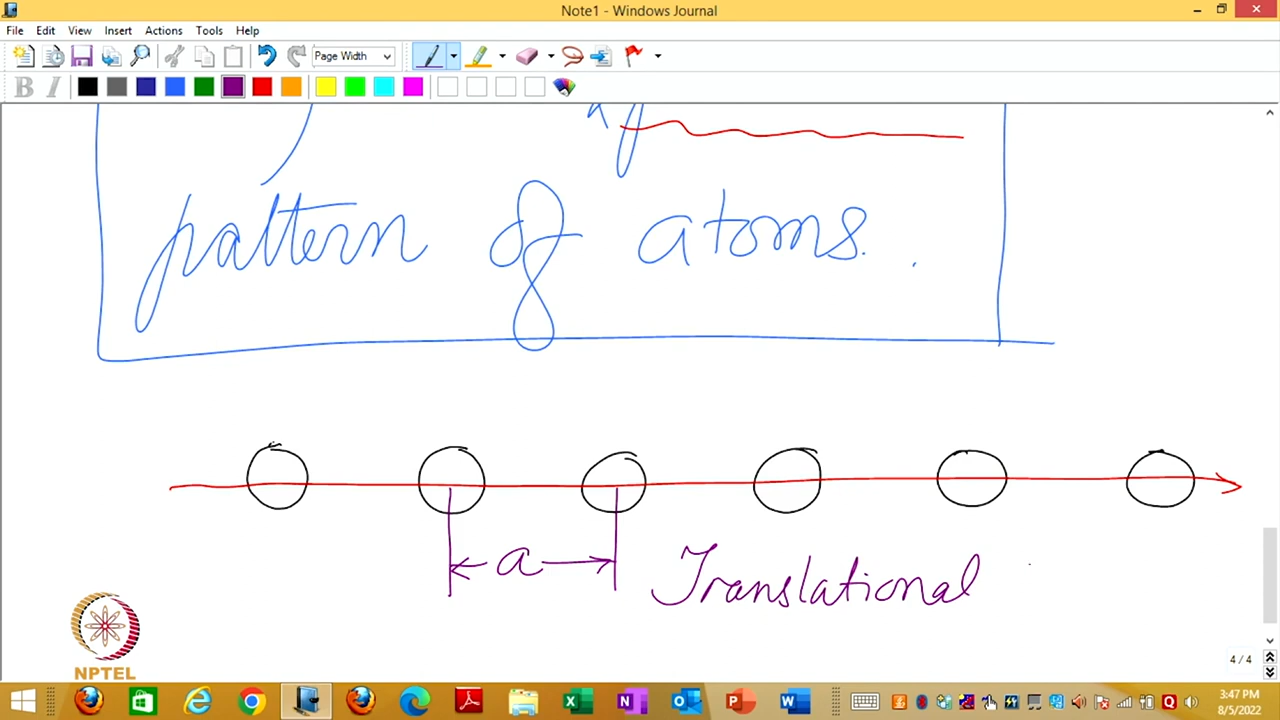 Note1 - Windows Journal
File Edit View Insert Actions Tools Help
Page Width
B I
pattern of atoms.
a Translational
NPTEL
4 / 4
3:47 PM
8/5/2022